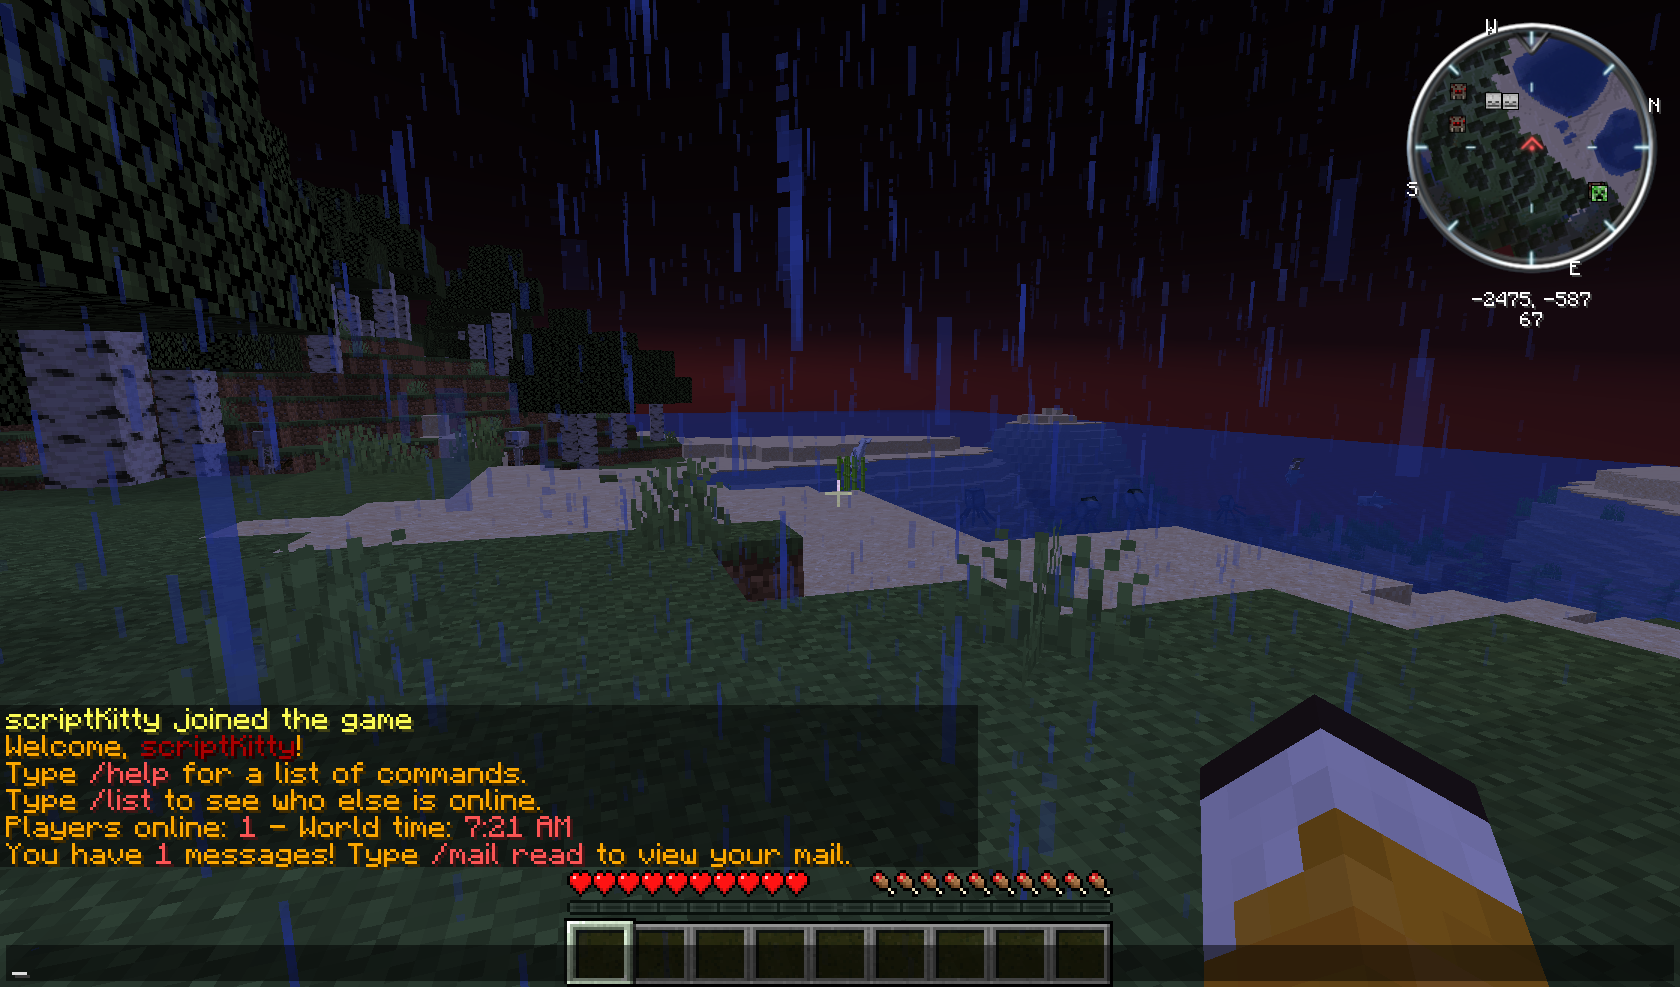 W
N
S
E
-2475, -587
67
scriptKitty joined the game
Welcome, scriptKitty!
Type /help for a list of commands.
Type /list to see who else is online.
Players online: 1 - World time: 7:21 AM
You have 1 messages! Type /mail read to view your mail.
_